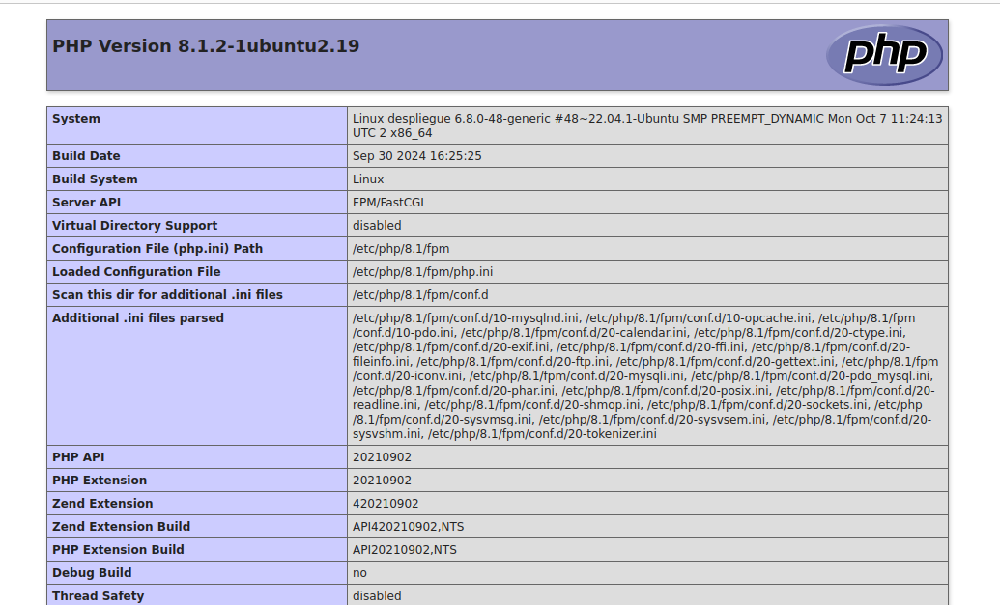 PHP Version 8.1.2-1ubuntu2.19
php
System
Linux despliegue 6.8.0-48-generic #48~22.04.1-Ubuntu SMP PREEMPT_DYNAMIC Mon Oct 7 11:24:13
UTC 2 x86_64
Build Date
Sep 30 2024 16:25:25
Build System
Linux
Server API
FPM/FastCGI
Virtual Directory Support
disabled
Configuration File (php.ini) Path
/etc/php/8.1/fpm
Loaded Configuration File
/etc/php/8.1/fpm/php.ini
Scan this dir for additional .ini files
/etc/php/8.1/fpm/conf.d
Additional .ini files parsed
/etc/php/8.1/fpm/conf.d/10-mysqlnd.ini, /etc/php/8.1/fpm/conf.d/10-opcache.ini, /etc/php/8.1/fpm
/conf.d/10-pdo.ini, /etc/php/8.1/fpm/conf.d/20-calendar.ini, /etc/php/8.1/fpm/conf.d/20-ctype.ini,
/etc/php/8.1/fpm/conf.d/20-exif.ini, /etc/php/8.1/fpm/conf.d/20-ffi.ini, /etc/php/8.1/fpm/conf.d/20-
fileinfo.ini, /etc/php/8.1/fpm/conf.d/20-ftp.ini, /etc/php/8.1/fpm/conf.d/20-gettext.ini, /etc/php/8.1/fpm
/conf.d/20-iconv.ini, /etc/php/8.1/fpm/conf.d/20-mysqli.ini, /etc/php/8.1/fpm/conf.d/20-pdo_mysql.ini,
/etc/php/8.1/fpm/conf.d/20-phar.ini, /etc/php/8.1/fpm/conf.d/20-posix.ini, /etc/php/8.1/fpm/conf.d/20-
readline.ini, /etc/php/8.1/fpm/conf.d/20-shmop.ini, /etc/php/8.1/fpm/conf.d/20-sockets.ini, /etc/php
/8.1/fpm/conf.d/20-sysvmsg.ini, /etc/php/8.1/fpm/conf.d/20-sysvsem.ini, /etc/php/8.1/fpm/conf.d/20-
sysvshm.ini, /etc/php/8.1/fpm/conf.d/20-tokenizer.ini
PHP API
20210902
PHP Extension
20210902
Zend Extension
420210902
Zend Extension Build
API420210902,NTS
PHP Extension Build
API20210902,NTS
Debug Build
no
Thread Safety
disabled